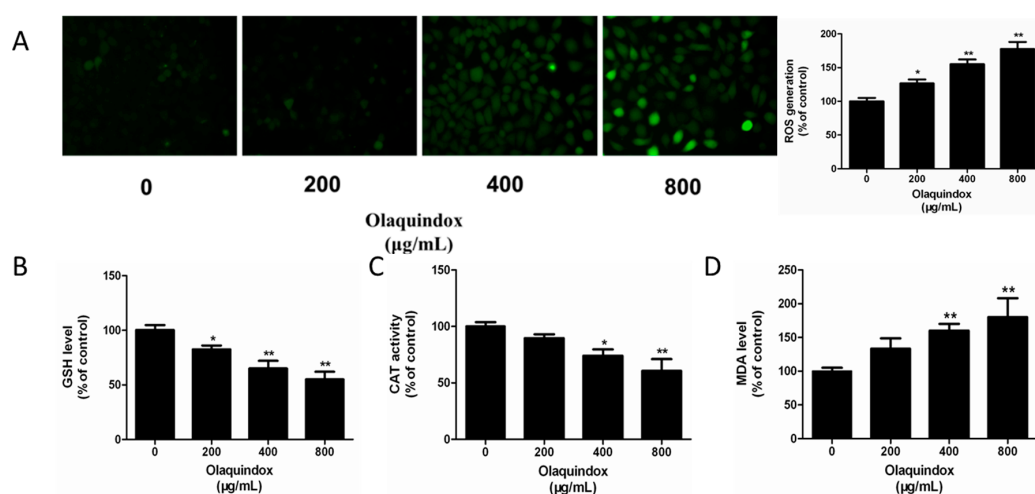 A
0
200
400
800
Olaquindox
(µg/mL)
ROS generation
(% of control)
200
150
100
50
0
*
**
**
0
200
400
800
Olaquindox
(µg/mL)
B
GSH level
(% of control)
150
100
50
0
*
**
**
0
200
400
800
Olaquindox
(µg/mL)
C
CAT activity
(% of control)
150
100
50
0
*
**
0
200
400
800
Olaquindox
(µg/mL)
D
MDA level
(% of control)
250
200
150
100
50
0
**
**
0
200
400
800
Olaquindox
(µg/mL)